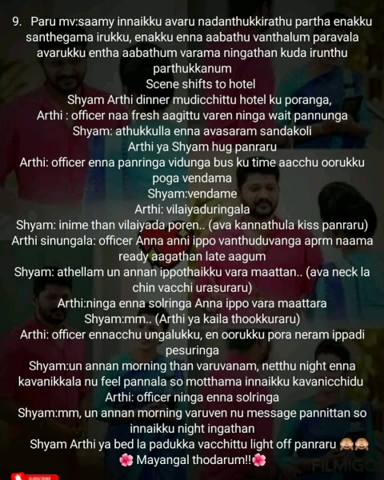 9. Paru mv:saamy innaikku avaru nadanthukkirathu partha enakku
santhegama irukku, enakku enna aabathu vanthalum paravala
avarukku entha aabathum varama ningathan kuda irunthu
parthukkanum
Scene shifts to hotel
Shyam Arthi dinner mudicchittu hotel ku poranga,
Arthi : officer naa fresh aagittu varen ninga wait pannunga
Shyam: athukkulla enna avasaram sandakoli
Arthi ya Shyam hug panraru
Arthi: officer enna panringa vidunga bus ku time aacchu oorukku
poga vendama
Shyam:vendame
Arthi: vilaiyaduringala
Shyam: inime than vilaiyada poren.. (ava kannathula kiss panraru)
Arthi sinungala: officer Anna anni ippo vanthuduvanga aprm naama
ready aagathan late aagum
Shyam: athellam un annan ippothaikku vara maattan.. (ava neck la
chin vacchi urasuraru)
Arthi:ninga enna solringa Anna ippo vara maattara
Shyam:mm.. (Arthi ya kaila thookkuraru)
Arthi: officer ennacchu ungalukku, en oorukku pora neram ippadi
pesuringa
Shyam:un annan morning than varuvanam, netthu night enna
kavanikkala nu feel pannala so motthama innaikku kavanicchidu
Arthi: officer ninga enna solringa
Shyam:mm, un annan morning varuven nu message pannittan so
innaikku night ingathan
Shyam Arthi ya bed la padukka vacchittu light off panraru 🙈🙈
🌸 Mayangal thodarum!!🌸
FILMIGO
SUBSCRIBE